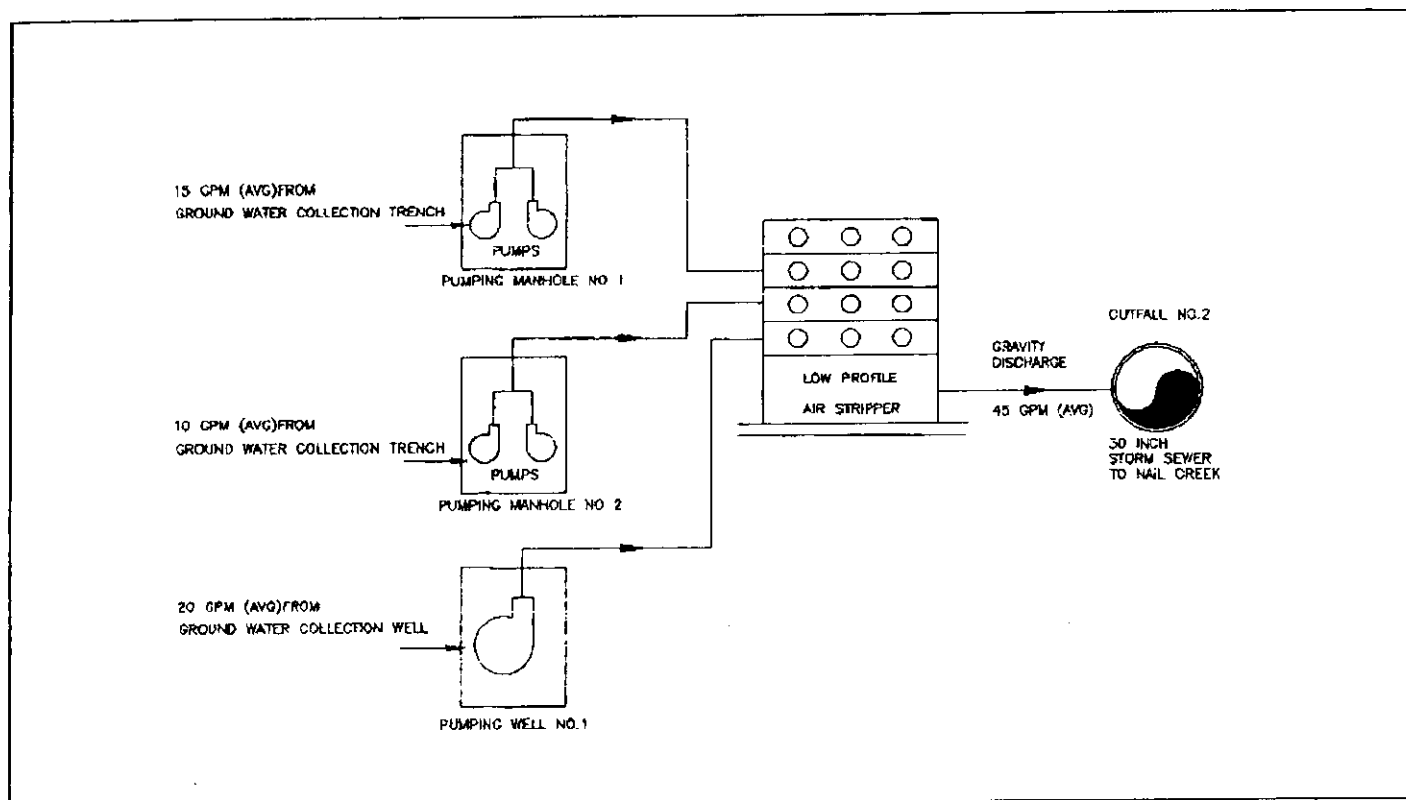 15 GPM (AVG)FROM
GROUND WATER COLLECTION TRENCH
PUMPS
PUMPING MANHOLE NO 1
10 GPM (AVG)FROM
GROUND WATER COLLECTION TRENCH
PUMPS
PUMPING MANHOLE NO 2
20 GPM (AVG)FROM
GROUND WATER COLLECTION WELL
PUMPING WELL NO.1
LOW PROFILE
AIR STRIPPER
GRAVITY
DISCHARGE
45 GPM (AVG)
OUTFALL NO.2
30 INCH
STORM SEWER
TO NAIL CREEK